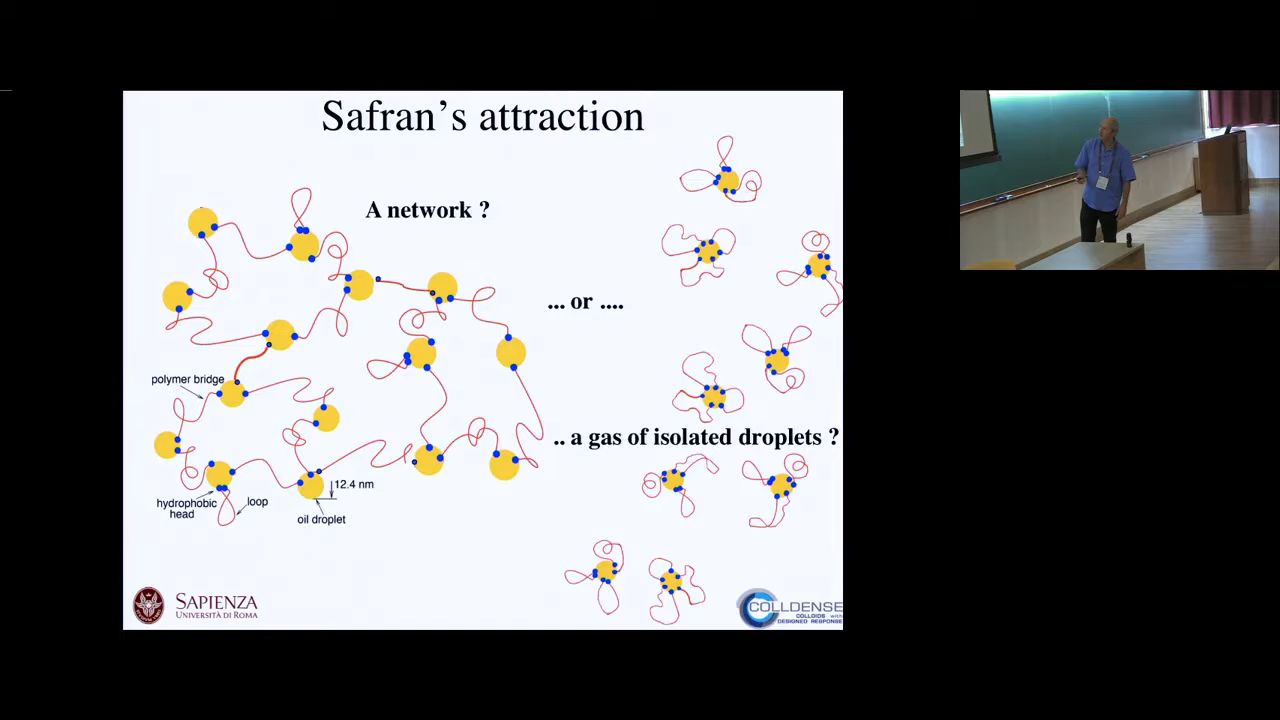 Safran's attraction
A network ?
... or ....
polymer bridge
.. a gas of isolated droplets ?
12.4 nm
hydrophobic
head
loop
oil droplet
SAPIENZA
UNIVERSITÀ DI ROMA
COLLDENSE
COLLOIDS with
DESIGNED RESPONSE